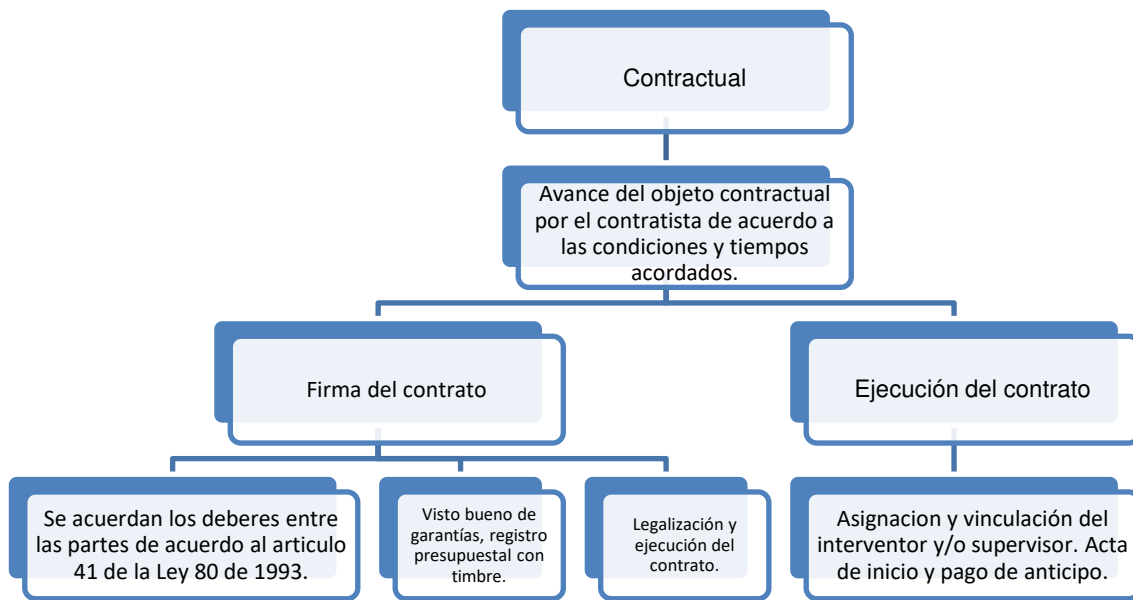 Contractual
Avance del objeto contractual
por el contratista de acuerdo a
las condiciones y tiempos
acordados.
Firma del contrato
Ejecución del contrato
Se acuerdan los deberes entre
las partes de acuerdo al articulo
41 de la Ley 80 de 1993.
Visto bueno de
garantías, registro
presupuestal con
timbre.
Legalización y
ejecución del
contrato.
Asignacion y vinculación del
interventor y/o supervisor. Acta
de inicio y pago de anticipo.